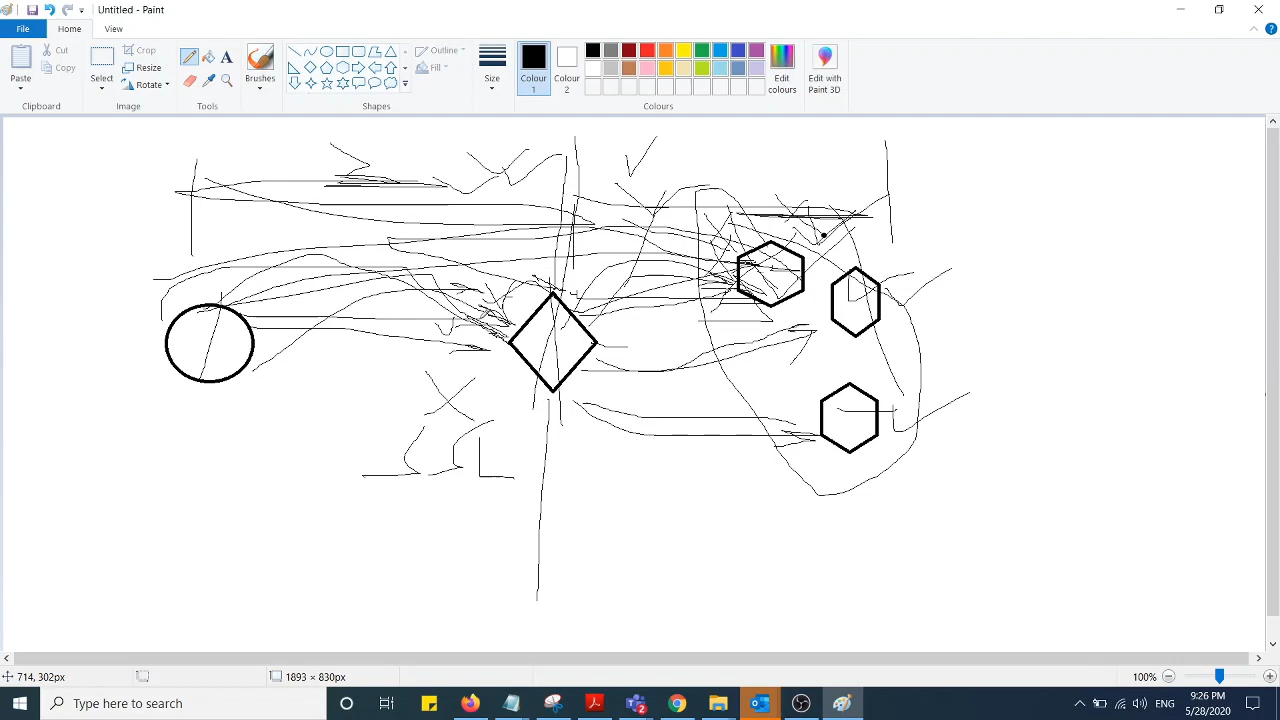 Untitled - Paint
File
Home
View
Paste
Cut
Copy
Clipboard
Select
Crop
Resize
Rotate
Image
A
Tools
Brushes
Shapes
Outline
Fill
Size
Colour
1
Colour
2
Edit
colours
Edit with
Paint 3D
Colours
714, 302px
1893 × 830px
100%
Type here to search
2
ENG
9:26 PM
5/28/2020